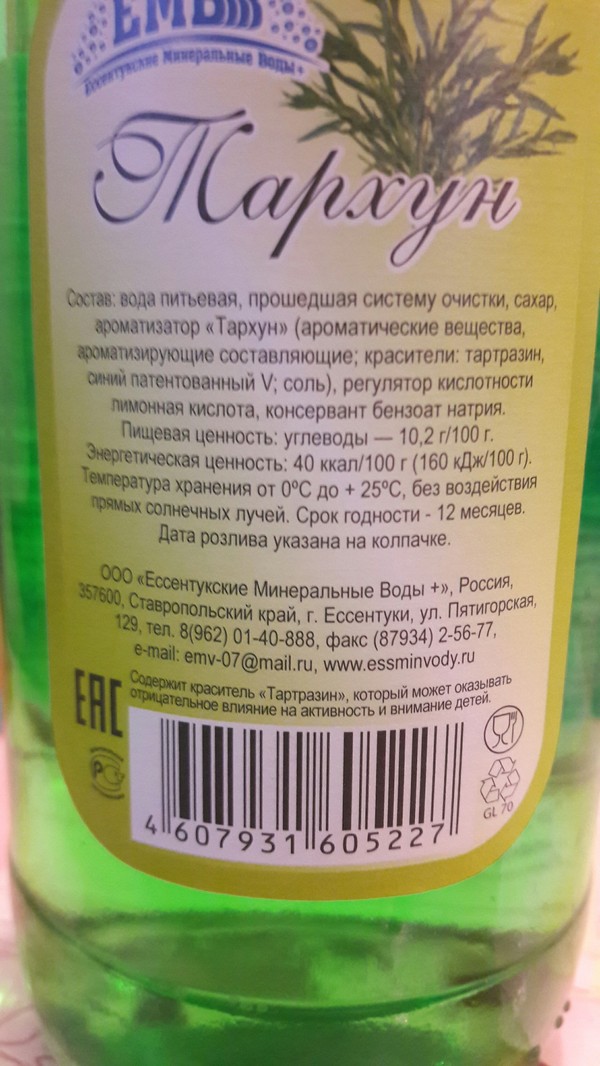 ЕМВ
Ессентукские Минеральные Воды+
Тархун
Состав: вода питьевая, прошедшая систему очистки, сахар,
ароматизатор «Тархун» (ароматические вещества,
ароматизирующие составляющие; красители: тартразин,
синий патентованный V; соль), регулятор кислотности
лимонная кислота, консервант бензоат натрия.
Пищевая ценность: углеводы — 10,2 г/100 г.
Энергетическая ценность: 40 ккал/100 г (160 кДж/100 г).
Температура хранения от 0ºС до + 25ºС, без воздействия
прямых солнечных лучей. Срок годности - 12 месяцев.
Дата розлива указана на колпачке.
ООО «Ессентукские Минеральные Воды +», Россия,
357600, Ставропольский край, г. Ессентуки, ул. Пятигорская,
129, тел. 8(962) 01-40-888, факс (87934) 2-56-77,
e-mail: emv-07@mail.ru, www.essminvody.ru
Содержит краситель «Тартразин», который может оказывать
отрицательное влияние на активность и внимание детей.
ЕАС
GL 70
4 607931 605227